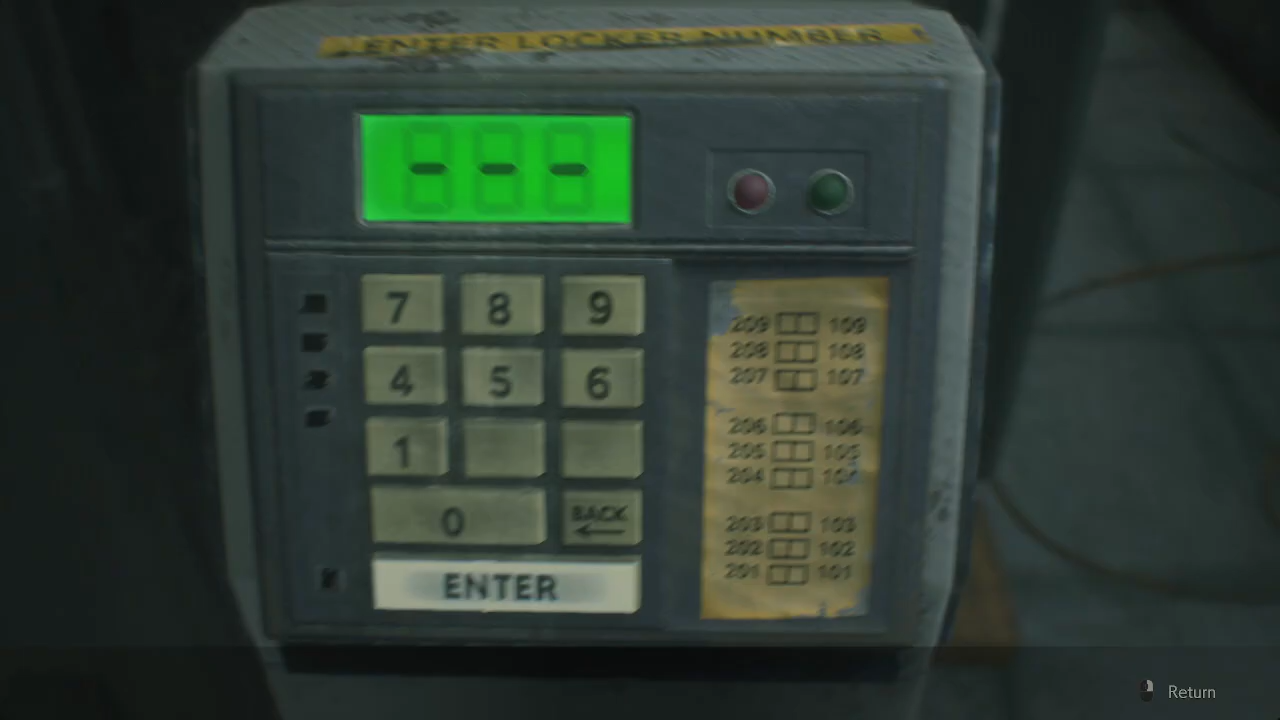 ENTER LOCKER NUMBER
- - -
7 8 9
4 5 6
1
0 BACK
ENTER
209 109
208 108
207 107
206 106
205 105
204 104
203 103
202 102
201 101
Return